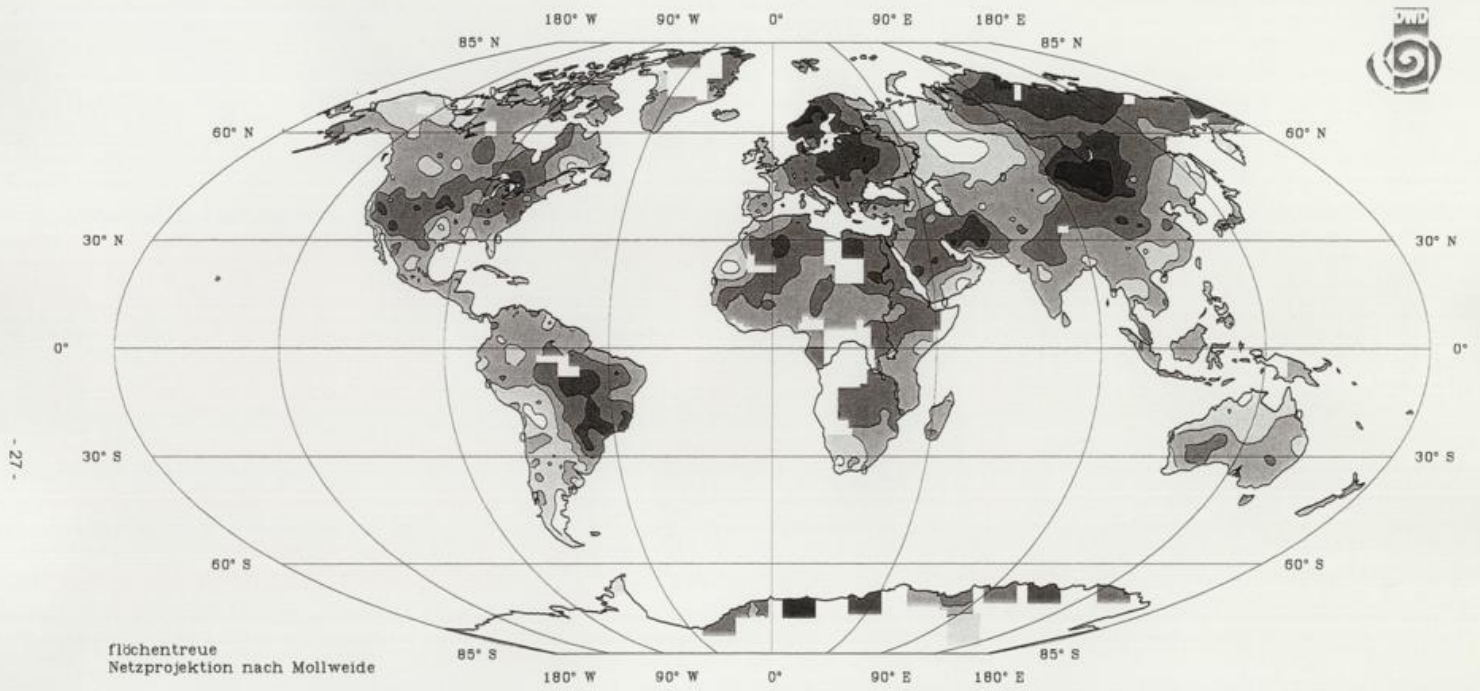 180° W 90° W 0° 90° E 180° E
85° N 85° N
DWD
60° N 60° N
30° N 30° N
0° 0°
- 27 -
30° S 30° S
60° S 60° S
flöchentreue
Netzprojektion nach Mollweide
85° S 85° S
180° W 90° W 0° 90° E 180° E